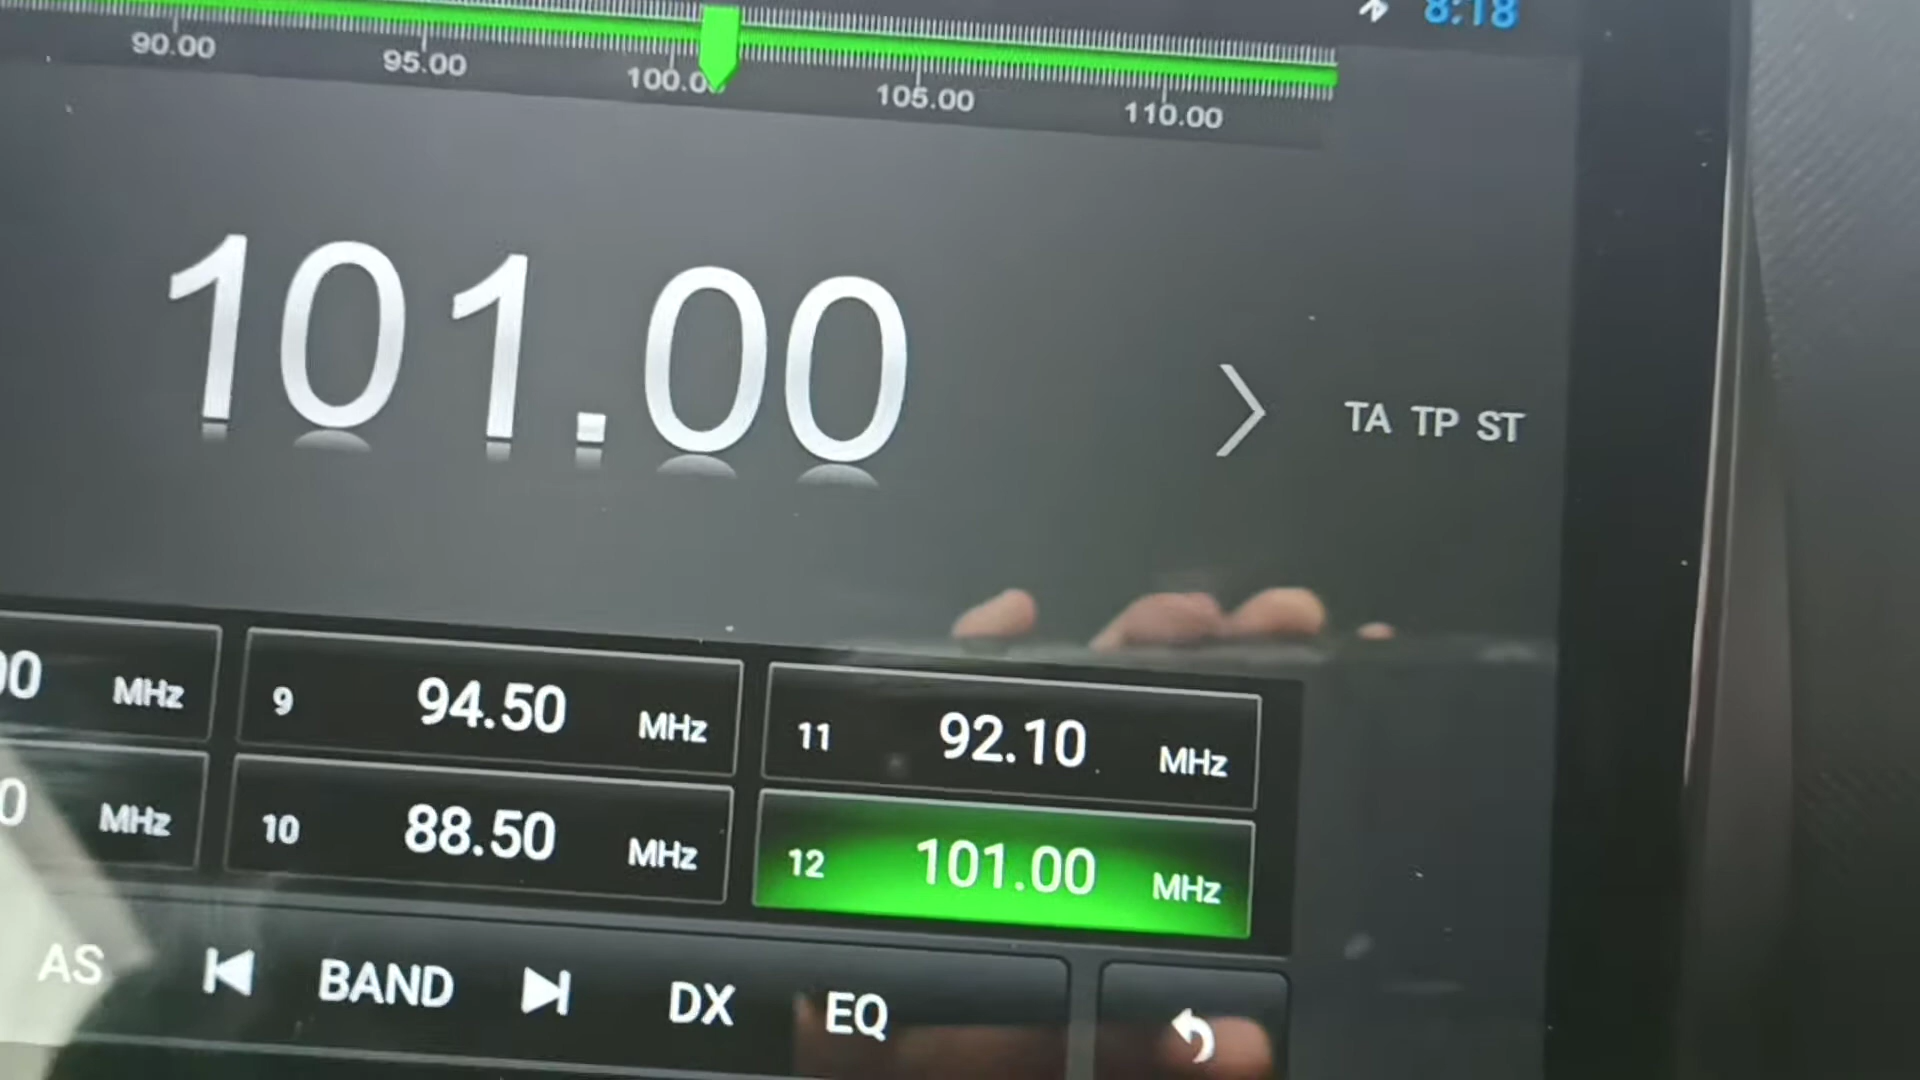 8:18
90.00 95.00 100.00 105.00 110.00
101.00
TA TP ST
MHz 9 94.50 MHz 11 92.10 MHz
MHz 10 88.50 MHz 12 101.00 MHz
AS BAND DX EQ